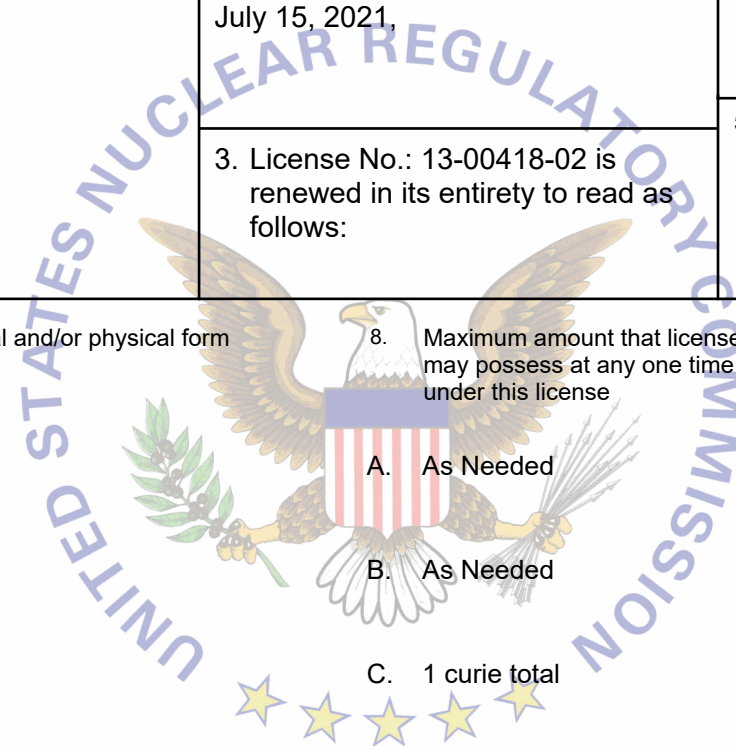 July 15, 2021,
3. License No.: 13-00418-02 is
renewed in its entirety to read as
follows:
5
l and/or physical form
8. Maximum amount that license
may possess at any one time
under this license
A. As Needed
B. As Needed
C. 1 curie total
UNITED STATES NUCLEAR REGULATORY COMMISSION